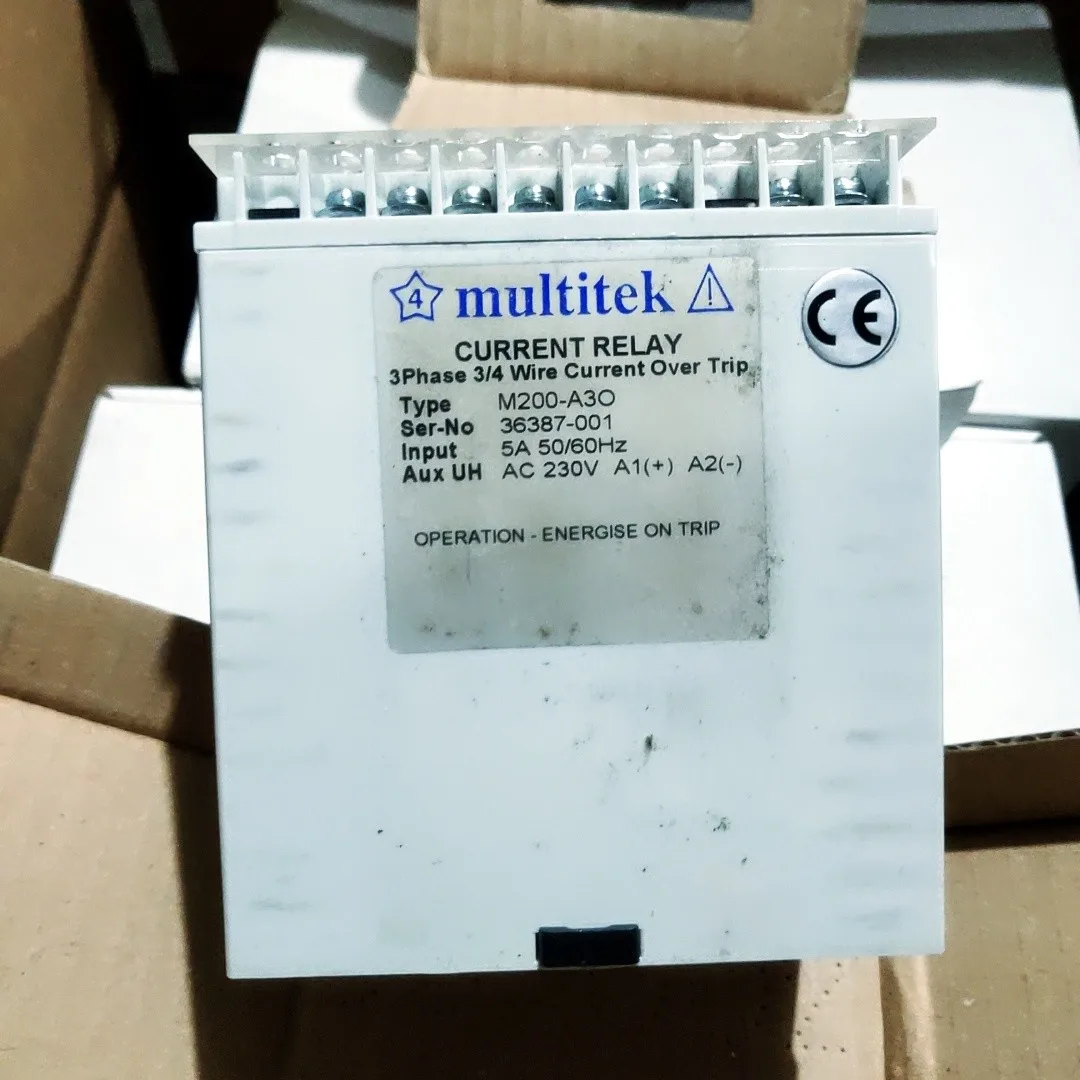 4 multitek !
CE
CURRENT RELAY
3Phase 3/4 Wire Current Over Trip
Type M200-A3O
Ser-No 36387-001
Input 5A 50/60Hz
Aux UH AC 230V A1(+) A2(-)
OPERATION - ENERGISE ON TRIP